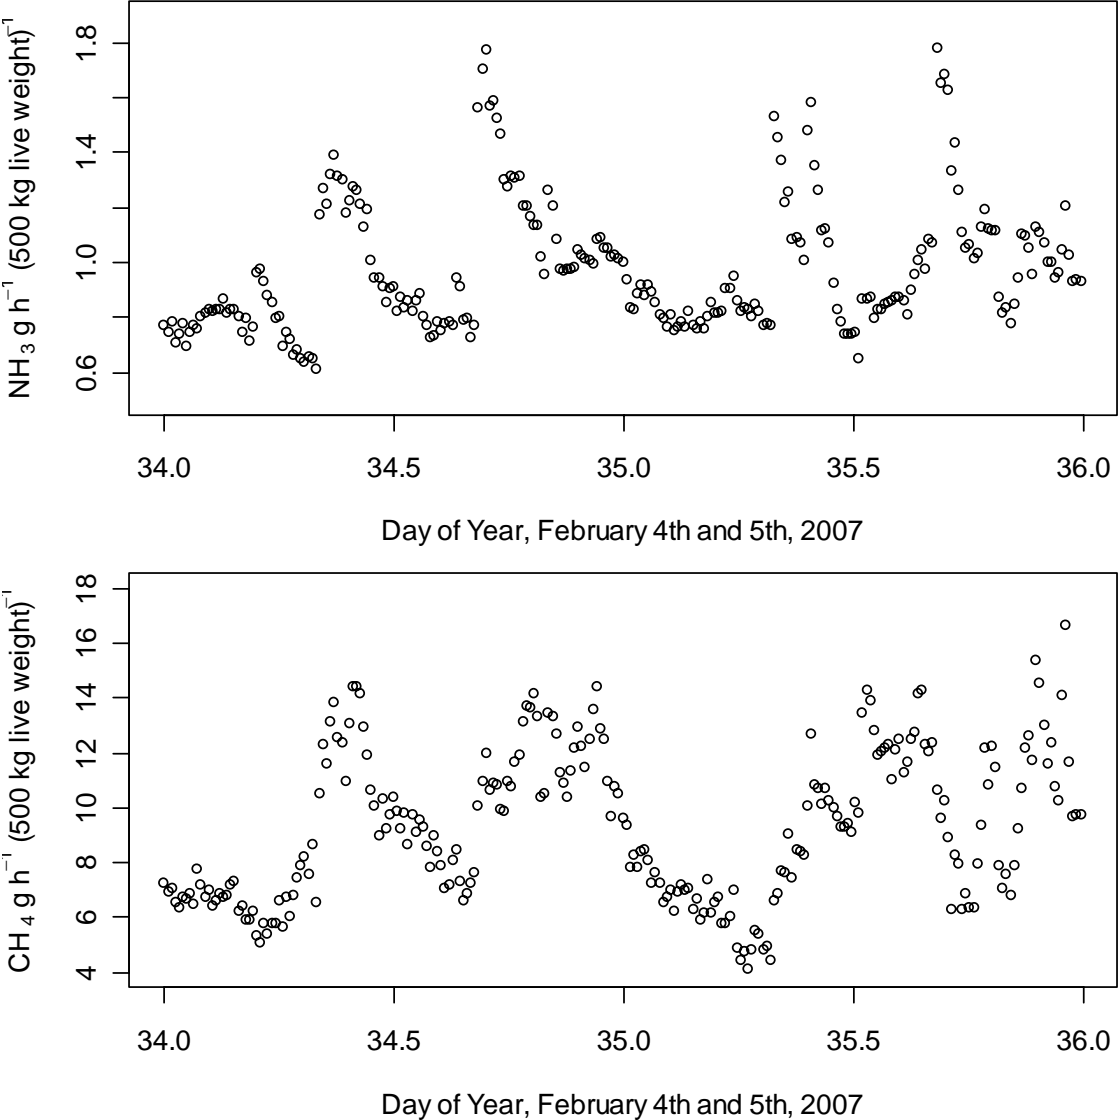 NH3 g h−1 (500 kg live weight)−1
1.8
1.4
1.0
0.6
34.0 34.5 35.0 35.5 36.0
Day of Year, February 4th and 5th, 2007
CH4 g h−1 (500 kg live weight)−1
18
16
14
12
10
8
6
4
34.0 34.5 35.0 35.5 36.0
Day of Year, February 4th and 5th, 2007